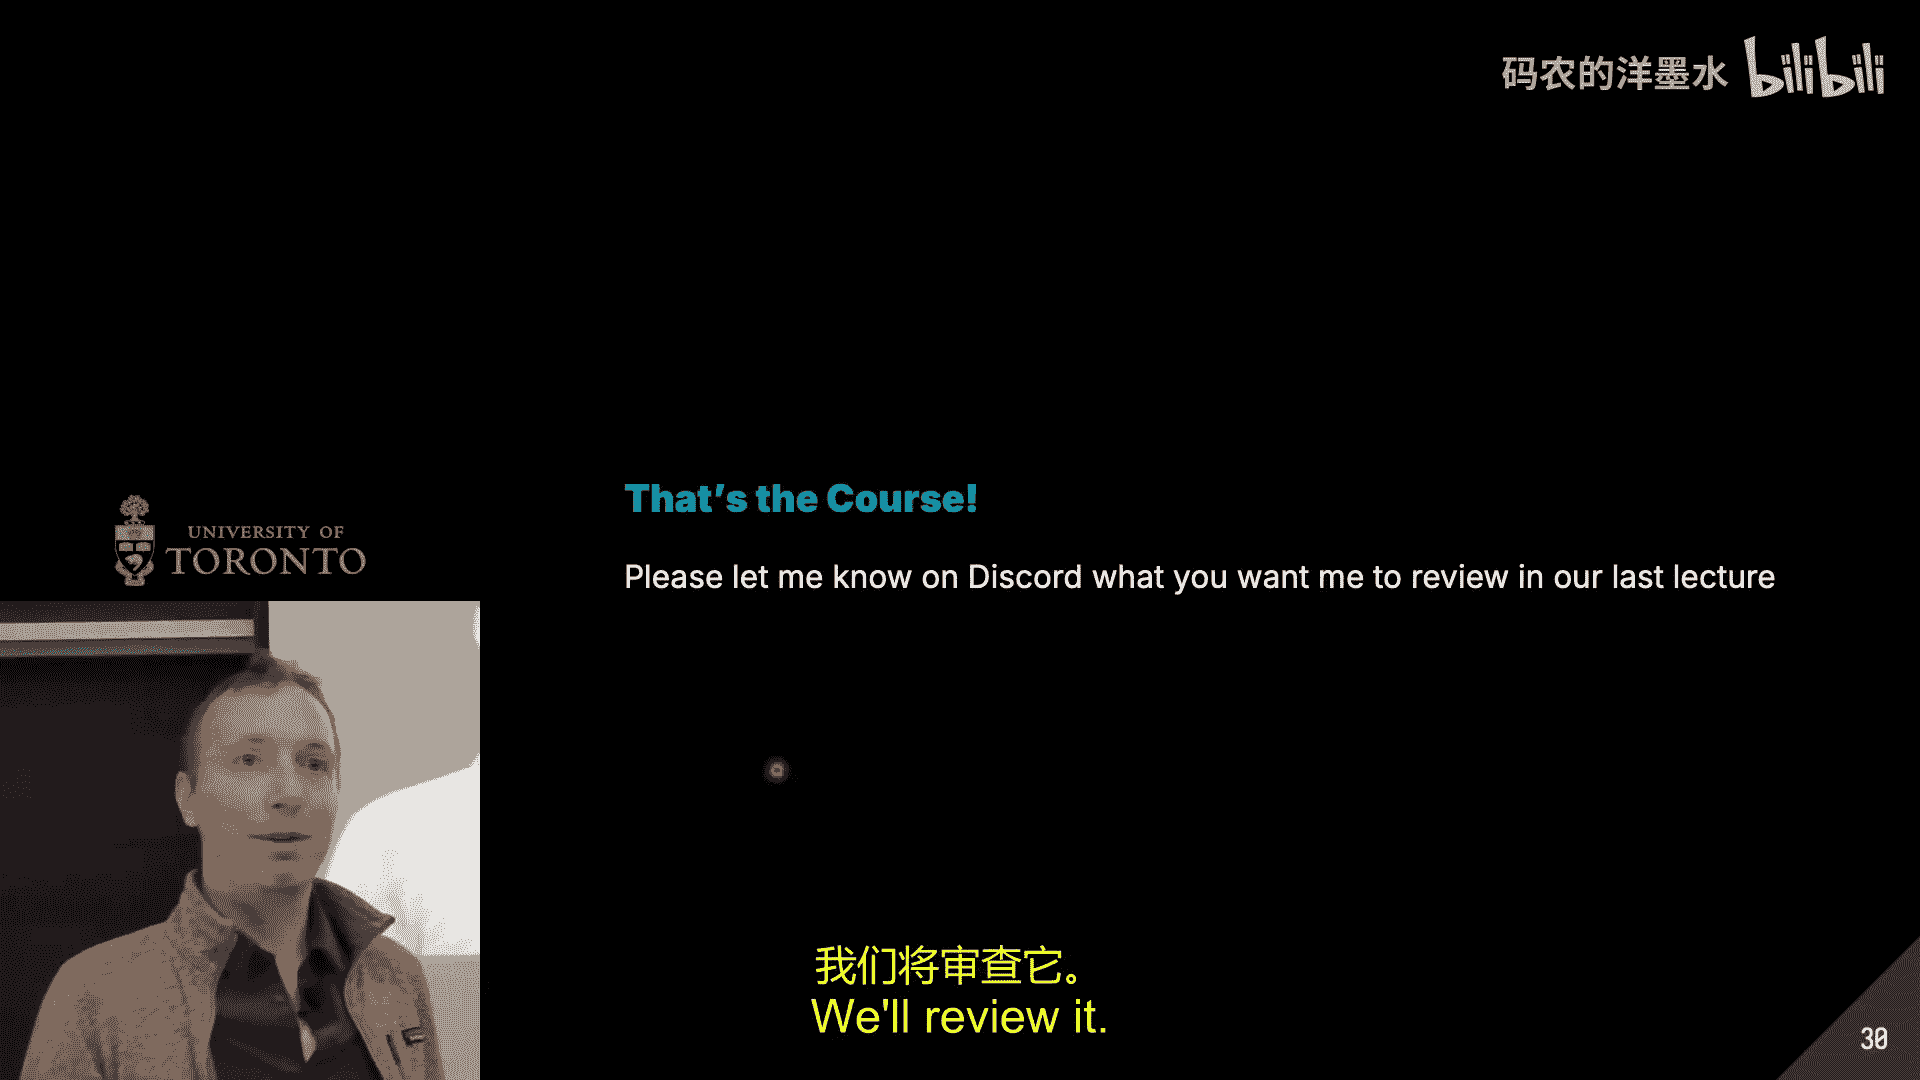 码农的洋墨水 bilibili
UNIVERSITY OF
TORONTO
That's the Course!
Please let me know on Discord what you want me to review in our last lecture
我们将审查它。
We'll review it.
30